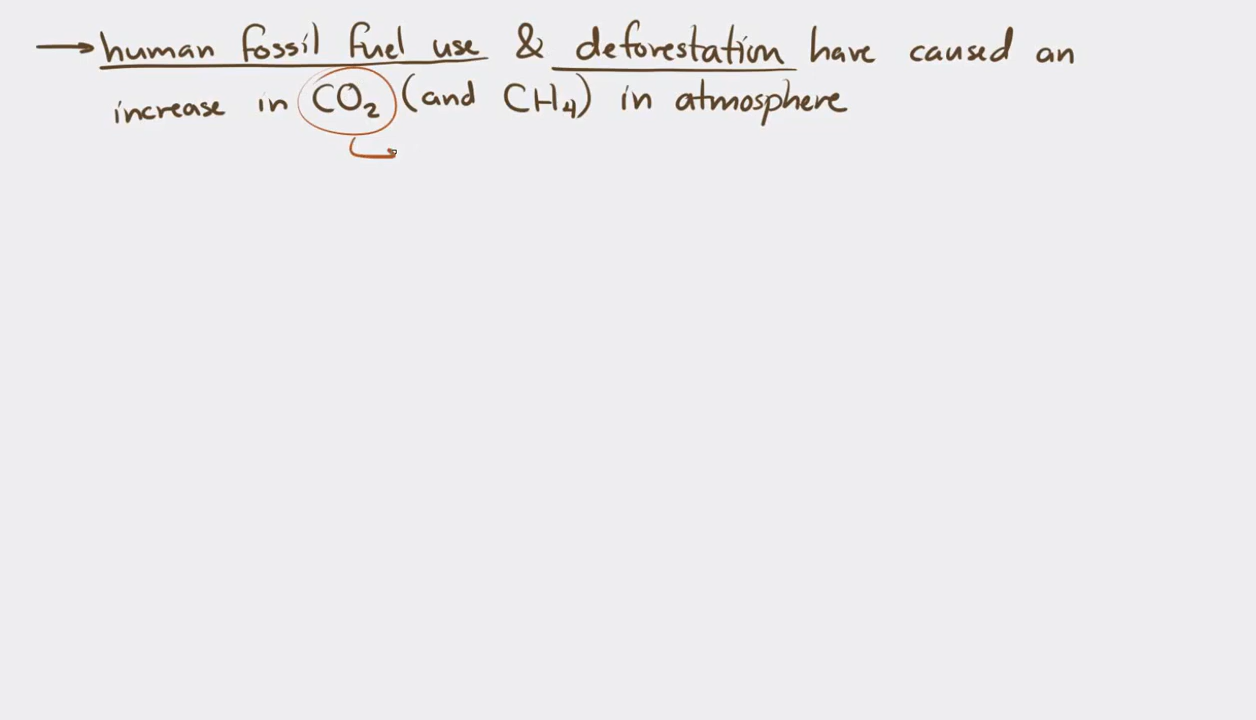 → human fossil fuel use & deforestation have caused an
increase in CO₂ (and CH₄) in atmosphere